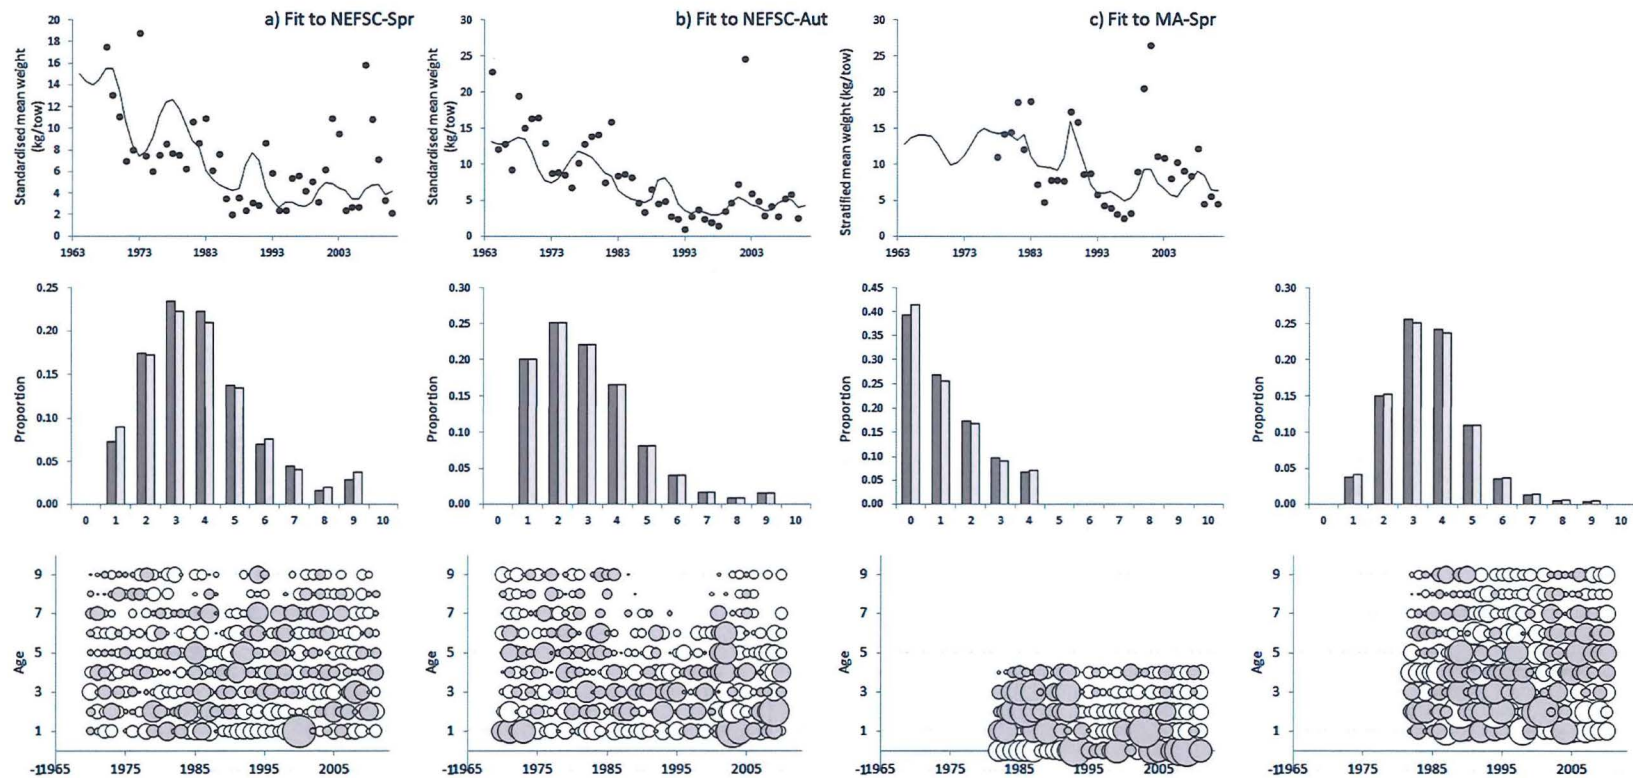 a) Fit to NEFSC-Spr
Standardised mean weight
(kg/tow)
20
18
16
14
12
10
8
6
4
2
0
1963 1973 1983 1993 2003
b) Fit to NEFSC-Aut
Standardised mean weight
(kg/tow)
30
25
20
15
10
5
0
1963 1973 1983 1993 2003
c) Fit to MA-Spr
Stratified mean weight (kg/tow)
30
25
20
15
10
5
0
1963 1973 1983 1993 2003
Proportion
0.25
0.20
0.15
0.10
0.05
0.00
0 1 2 3 4 5 6 7 8 9 10
Proportion
0.30
0.25
0.20
0.15
0.10
0.05
0.00
0 1 2 3 4 5 6 7 8 9 10
Proportion
0.45
0.40
0.35
0.30
0.25
0.20
0.15
0.10
0.05
0.00
0 1 2 3 4 5 6 7 8 9 10
Proportion
0.30
0.25
0.20
0.15
0.10
0.05
0.00
0 1 2 3 4 5 6 7 8 9 10
Age
9
7
5
3
1
-1
1965 1975 1985 1995 2005
Age
9
7
5
3
1
-1
1965 1975 1985 1995 2005
Age
9
7
5
3
1
-1
1965 1975 1985 1995 2005
Age
9
7
5
3
1
-1
1965 1975 1985 1995 2005